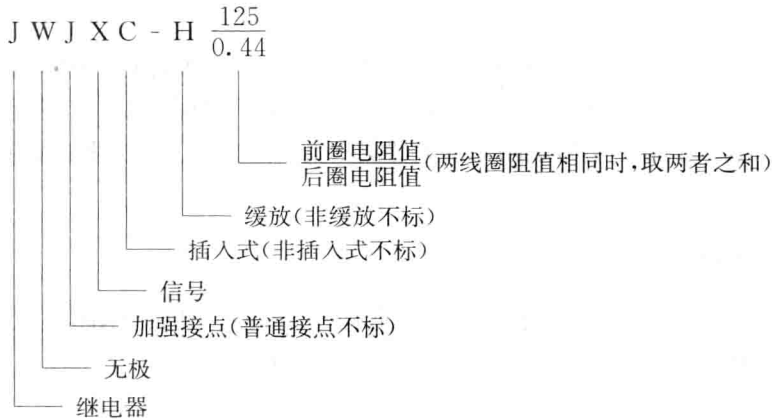 J W J X C - H 125/0.44
前圈电阻值/后圈电阻值(两线圈阻值相同时,取两者之和)
缓放(非缓放不标)
插入式(非插入式不标)
信号
加强接点(普通接点不标)
无极
继电器